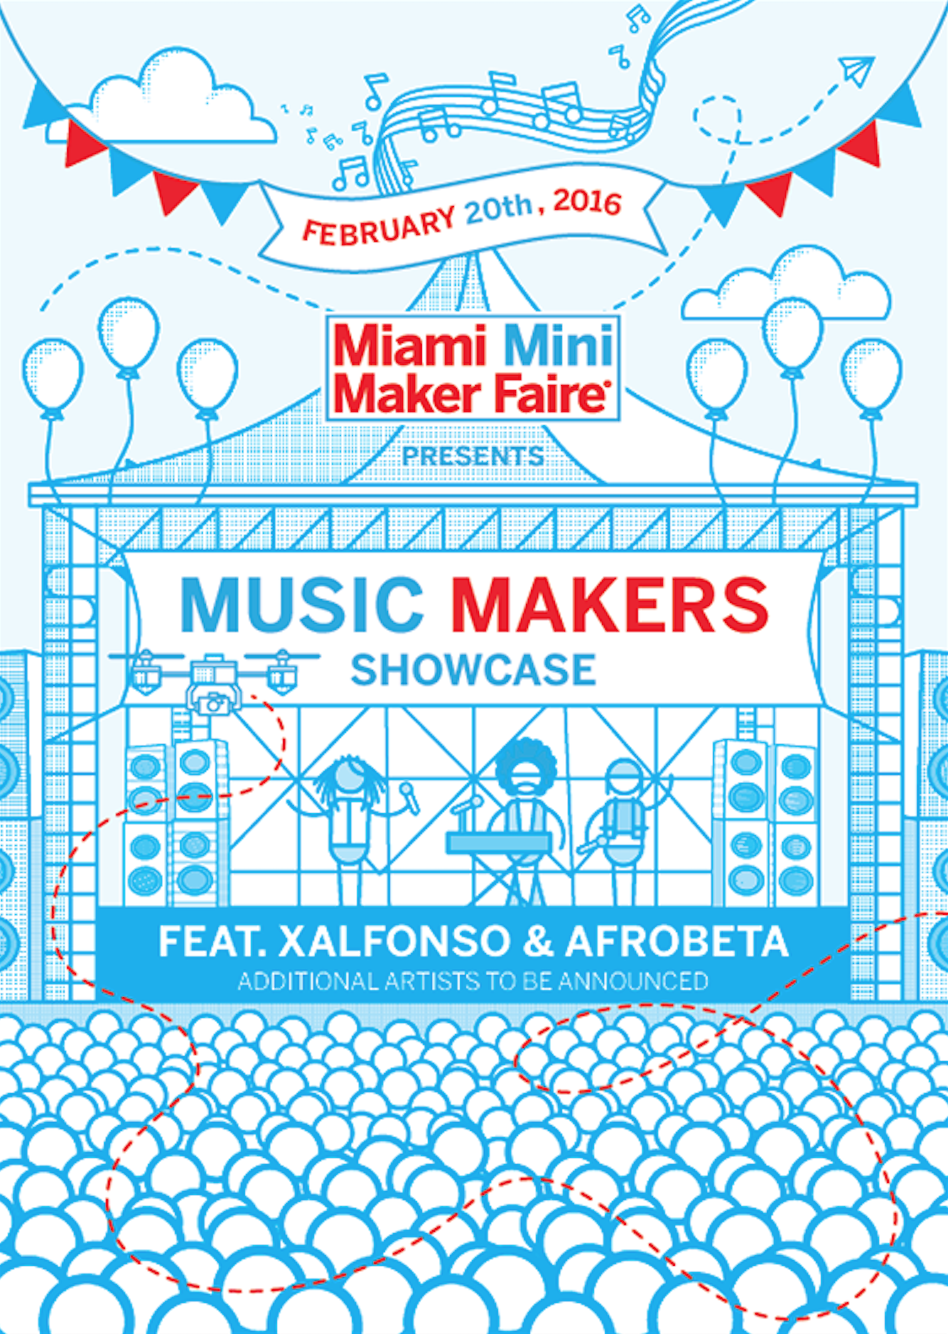 FEBRUARY 20th, 2016
Miami Mini
Maker Faire®
PRESENTS
MUSIC MAKERS
SHOWCASE
FEAT. XALFONSO & AFROBETA
ADDITIONAL ARTISTS TO BE ANNOUNCED